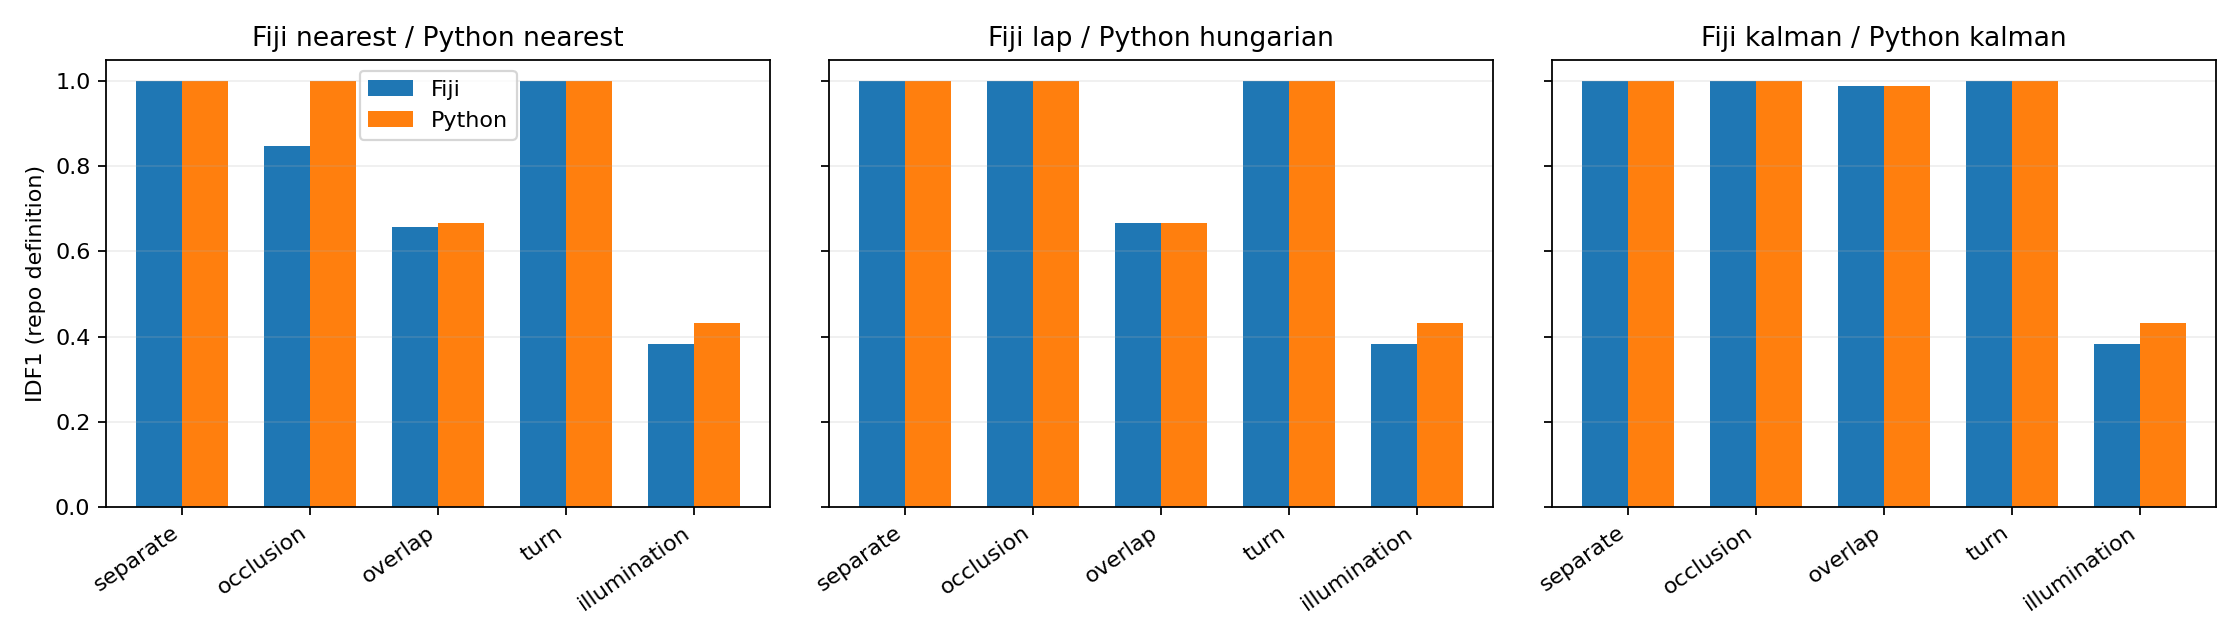 Fiji nearest / Python nearest
Fiji lap / Python hungarian
Fiji kalman / Python kalman
IDF1 (repo definition)
1.0
0.8
0.6
0.4
0.2
0.0
Fiji
Python
separate
occlusion
overlap
turn
illumination
separate
occlusion
overlap
turn
illumination
separate
occlusion
overlap
turn
illumination